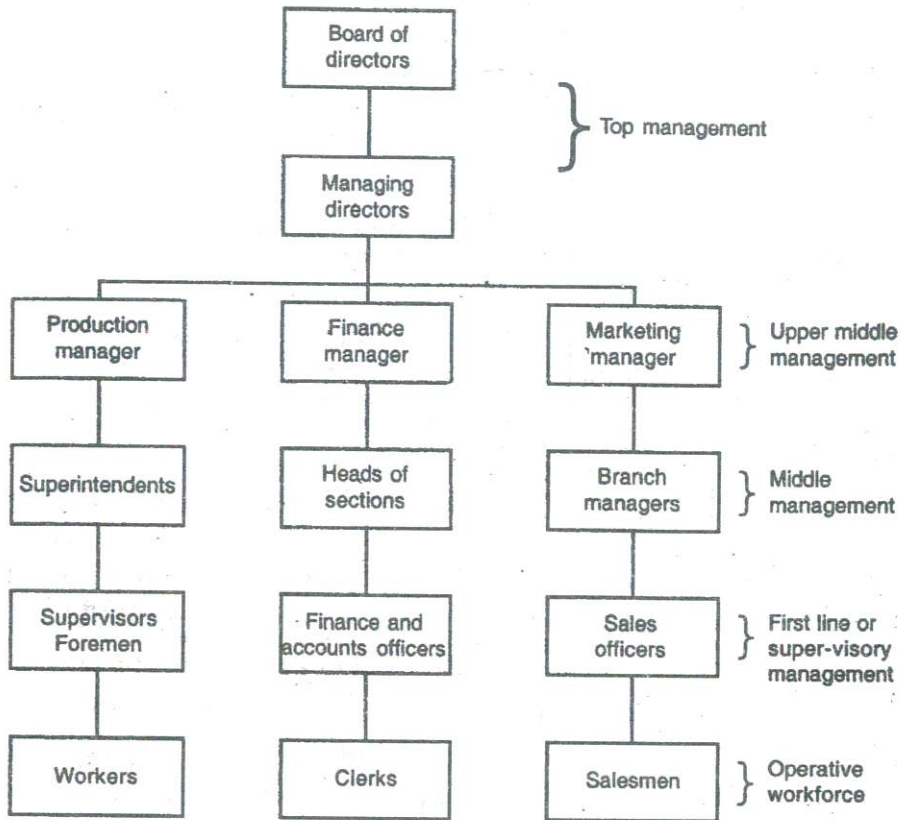 Board of
directors
Top management
Managing
directors
Production
manager
Finance
manager
Marketing
manager
Upper middle
management
Superintendents
Heads of
sections
Branch
managers
Middle
management
Supervisors
Foremen
Finance and
accounts officers
Sales
officers
First line or
super-visory
management
Workers
Clerks
Salesmen
Operative
workforce